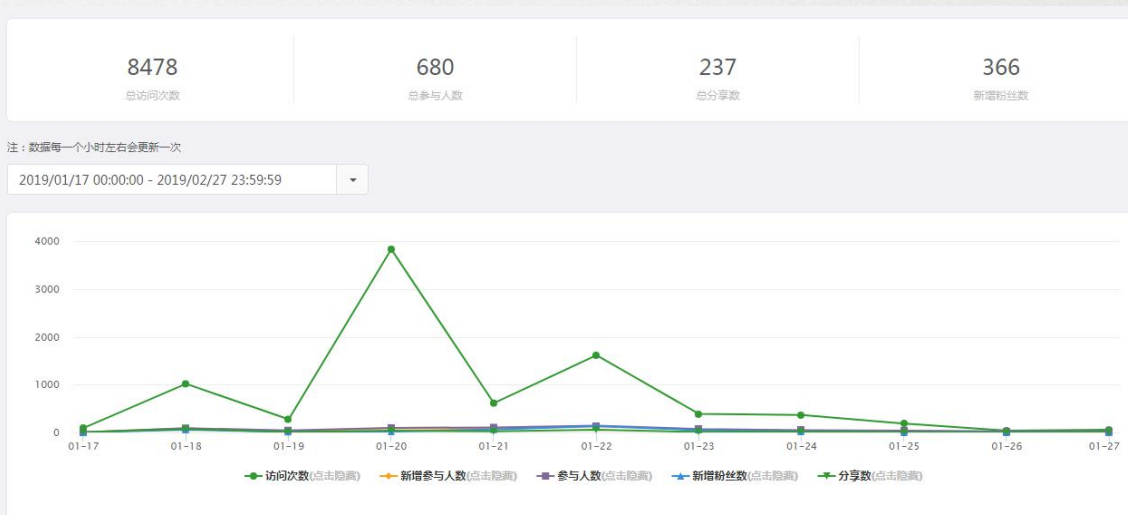 8478 680 237 366
总访问次数 总参与人数 总分享数 新增粉丝数
注：数据每一个小时左右会更新一次
2019/01/17 00:00:00 - 2019/02/27 23:59:59
4000
3000
2000
1000
0
01-17 01-18 01-19 01-20 01-21 01-22 01-23 01-24 01-25 01-26 01-27
访问次数(点击隐藏) 新增参与人数(点击隐藏) 参与人数(点击隐藏) 新增粉丝数(点击隐藏) 分享数(点击隐藏)